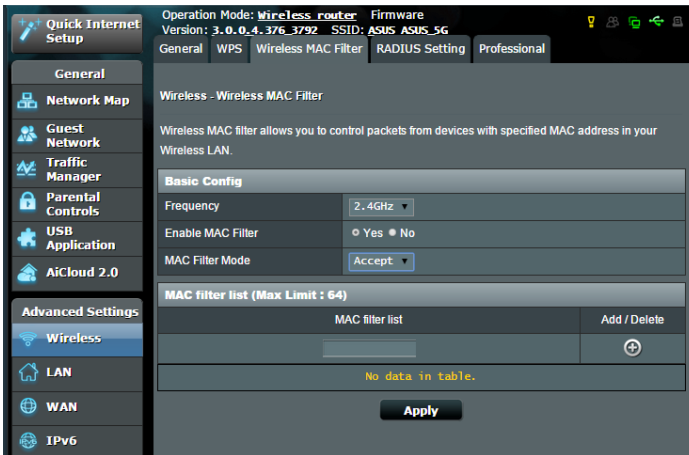 Quick Internet
Setup
General
Network Map
Guest
Network
Traffic
Manager
Parental
Controls
USB
Application
AiCloud 2.0
Advanced Settings
Wireless
LAN
WAN
IPv6
Operation Mode: Wireless router Firmware
Version: 3.0.0.4.376_3792 SSID: ASUS ASUS_5G
General WPS Wireless MAC Filter RADIUS Setting Professional
Wireless - Wireless MAC Filter
Wireless MAC filter allows you to control packets from devices with specified MAC address in your
Wireless LAN.
Basic Config
Frequency 2.4GHz
Enable MAC Filter Yes No
MAC Filter Mode Accept
MAC filter list (Max Limit : 64)
MAC filter list Add / Delete
No data in table.
Apply